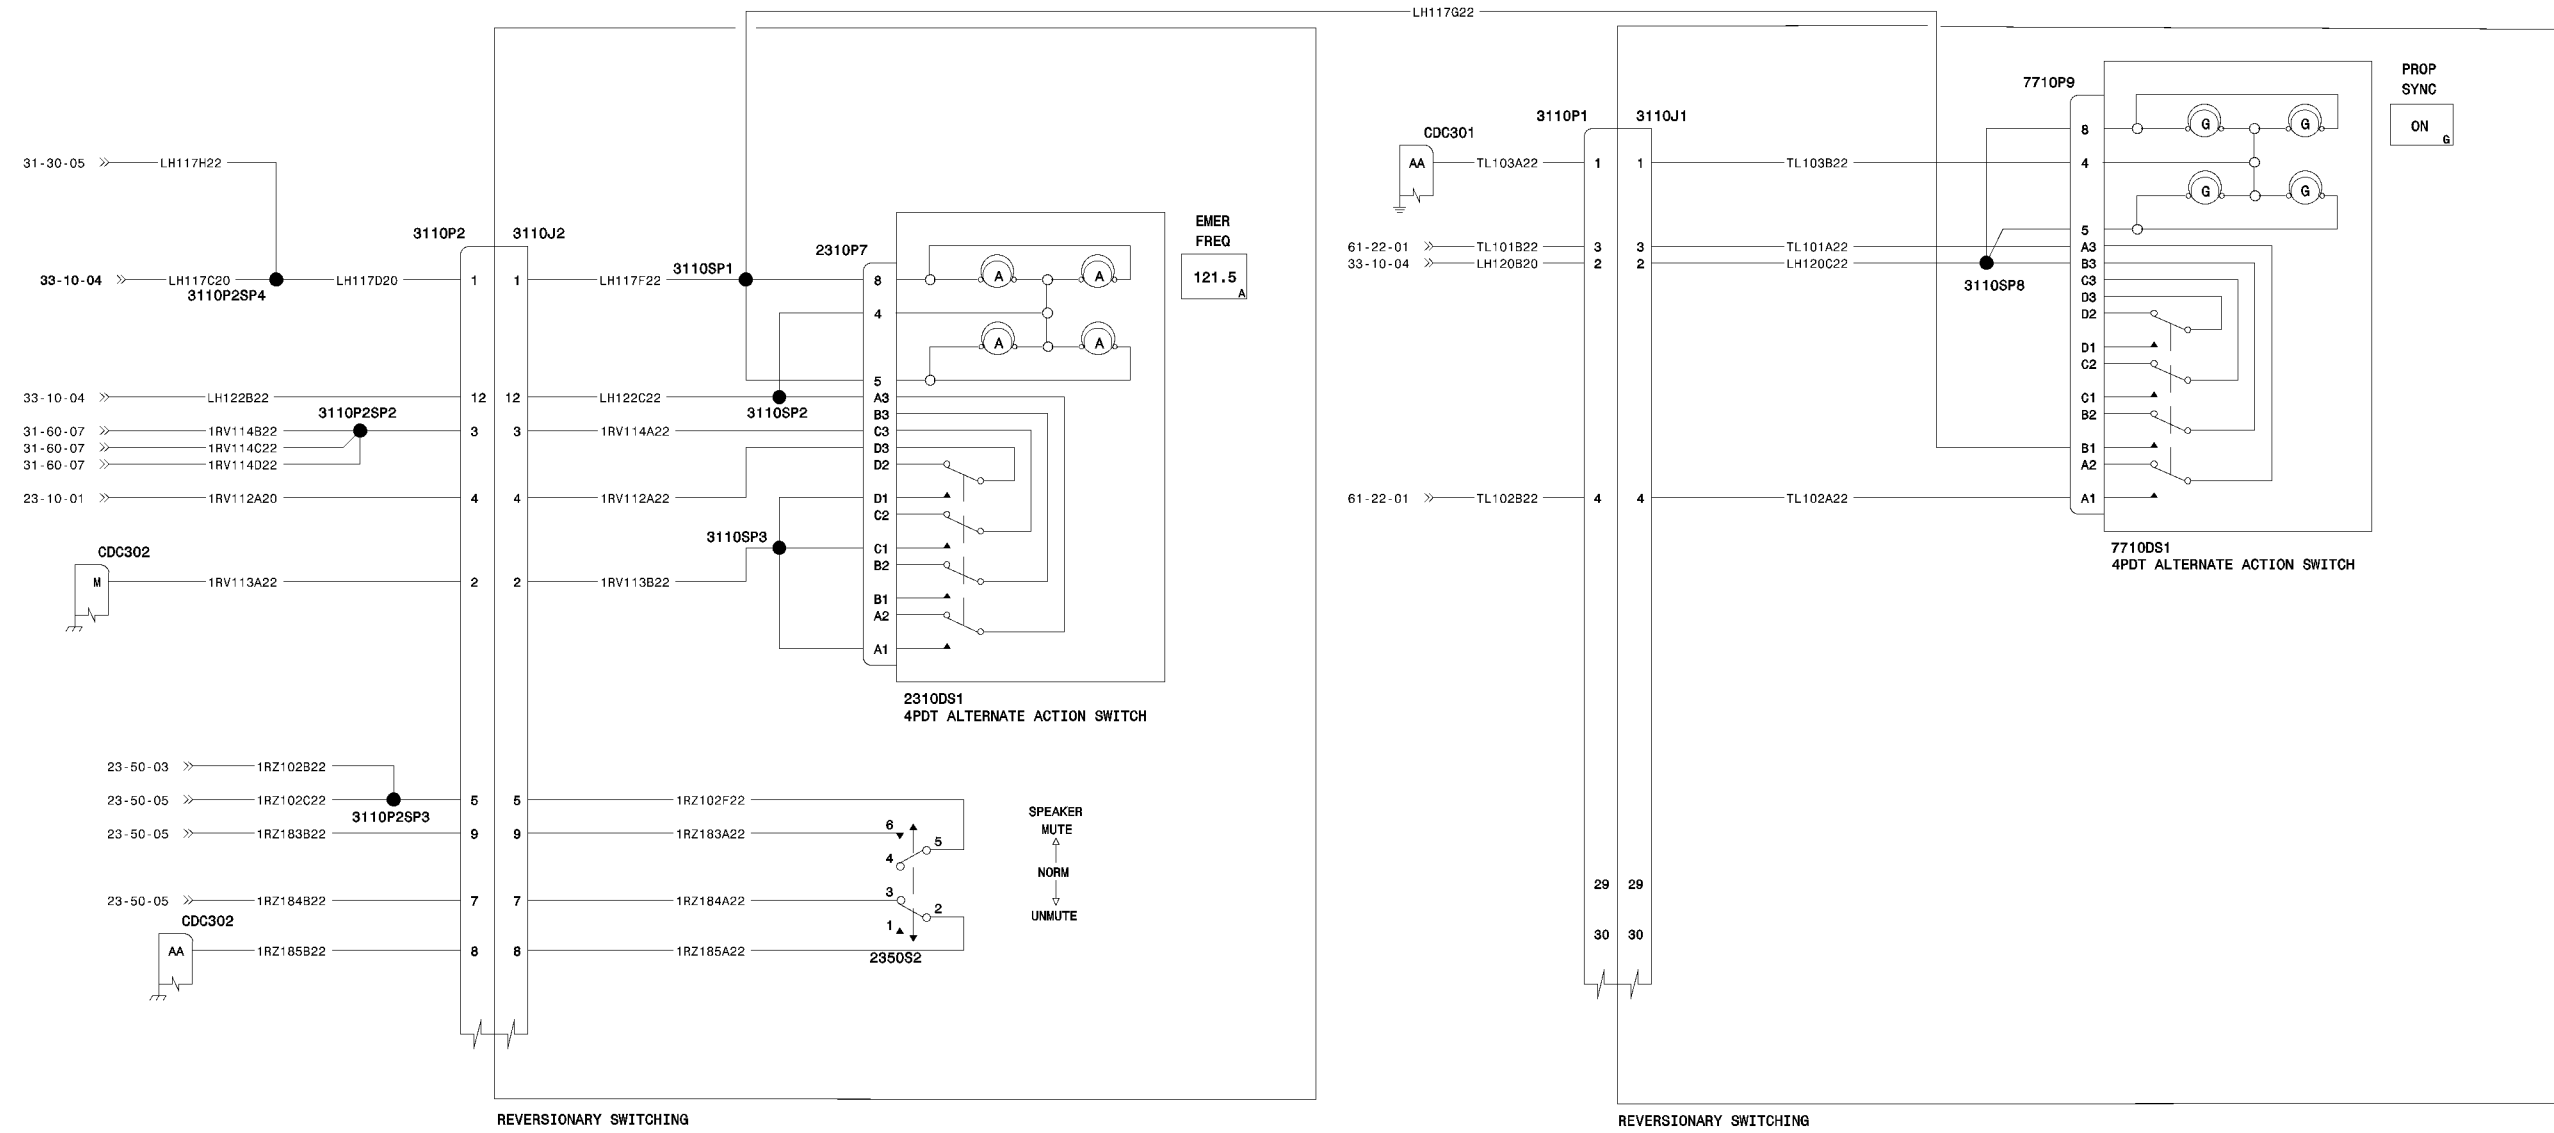 LH117G22
PROP
SYNC
ON
G
7710P9
8 G G
4
G G
5
3110P1 3110J1
CDC301
AA TL103A22 1 1 TL103B22
61-22-01 TL101B22 3 3 TL101A22 A3
33-10-04 LH120B20 2 2 LH120C22 B3
3110SP8
C3
D3
D2
D1
C2
C1
B2
B1
A2
61-22-01 TL102B22 4 4 TL102A22 A1
7710DS1
4PDT ALTERNATE ACTION SWITCH
29 29
30 30
REVERSIONARY SWITCHING
31-30-05 LH117H22
3110P2 3110J2
EMER
FREQ
121.5
A
2310P7
33-10-04 LH117C20 LH117D20 1 1 LH117F22 3110SP1 8 A A
3110P2SP4
4
A A
5
33-10-04 LH122B22 12 12 LH122C22 A3
3110P2SP2 3110SP2 B3
31-60-07 1RV114B22 3 3 1RV114A22 C3
31-60-07 1RV114C22 D3
31-60-07 1RV114D22 D2
23-10-01 1RV112A20 4 4 1RV112A22 D1
C2
3110SP3
CDC302 C1
B2
M 1RV113A22 2 2 1RV113B22
B1
A2
A1
2310DS1
4PDT ALTERNATE ACTION SWITCH
23-50-03 1RZ102B22
23-50-05 1RZ102C22 5 5 1RZ102F22
3110P2SP3
SPEAKER
MUTE
NORM
UNMUTE
23-50-05 1RZ183B22 9 9 1RZ183A22 6
5
4
3
23-50-05 1RZ184B22 7 7 1RZ184A22
2
1
CDC302
AA 1RZ185B22 8 8 1RZ185A22
2350S2
REVERSIONARY SWITCHING